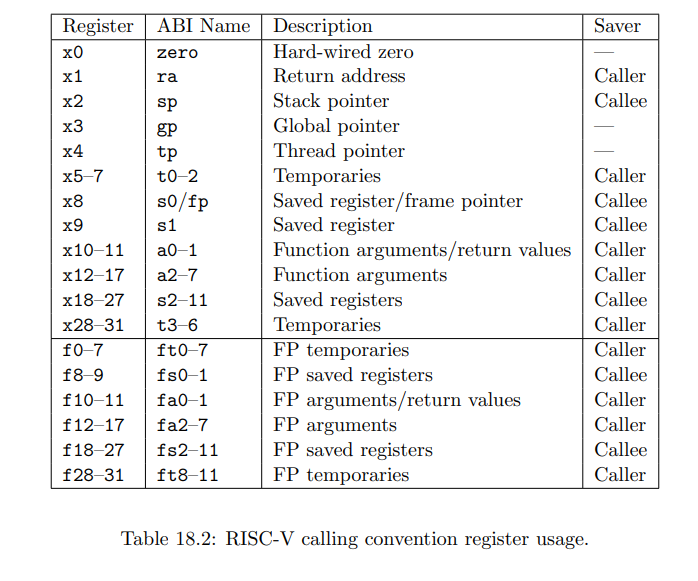 Register ABI Name Description Saver
x0 zero Hard-wired zero —
x1 ra Return address Caller
x2 sp Stack pointer Callee
x3 gp Global pointer —
x4 tp Thread pointer —
x5–7 t0–2 Temporaries Caller
x8 s0/fp Saved register/frame pointer Callee
x9 s1 Saved register Callee
x10–11 a0–1 Function arguments/return values Caller
x12–17 a2–7 Function arguments Caller
x18–27 s2–11 Saved registers Callee
x28–31 t3–6 Temporaries Caller
f0–7 ft0–7 FP temporaries Caller
f8–9 fs0–1 FP saved registers Callee
f10–11 fa0–1 FP arguments/return values Caller
f12–17 fa2–7 FP arguments Caller
f18–27 fs2–11 FP saved registers Callee
f28–31 ft8–11 FP temporaries Caller
Table 18.2: RISC-V calling convention register usage.